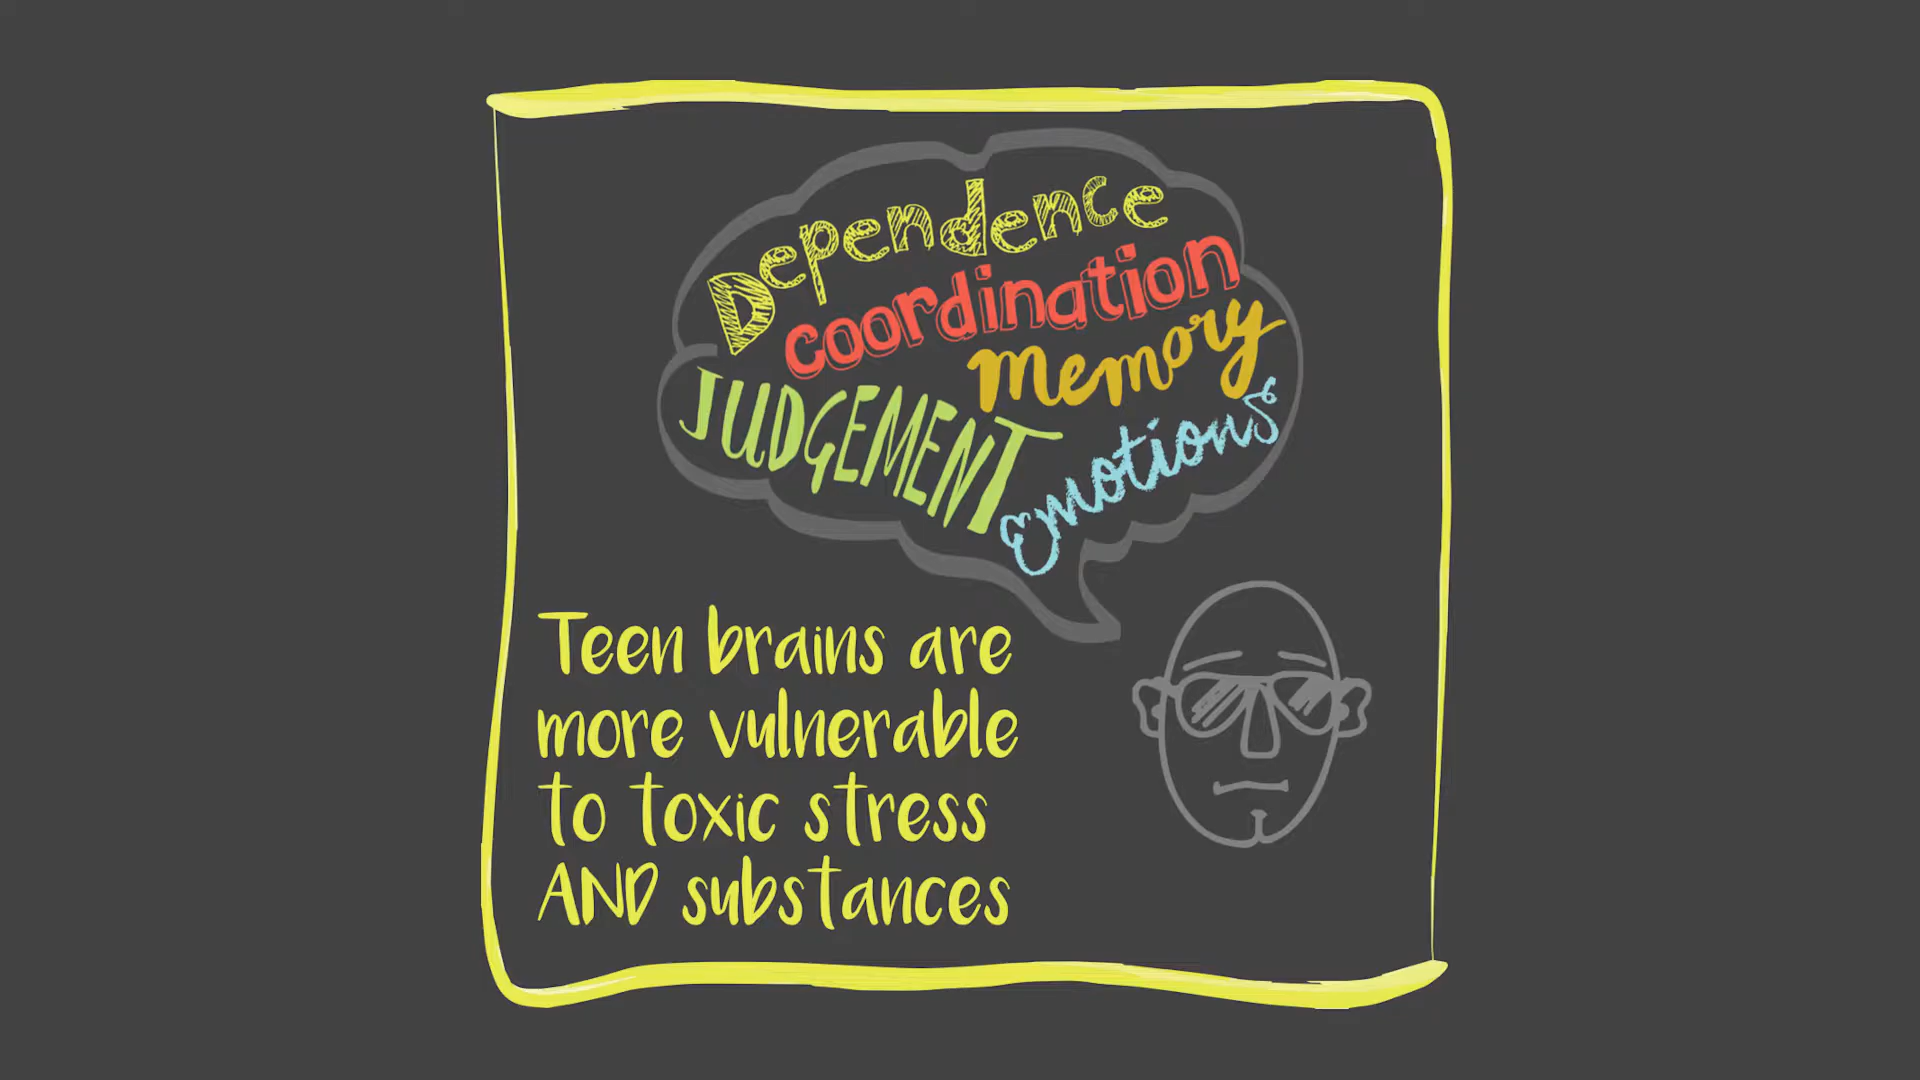 Dependence
coordination
memory
JUDGEMENT
emotions
Teen brains are
more vulnerable
to toxic stress
AND substances